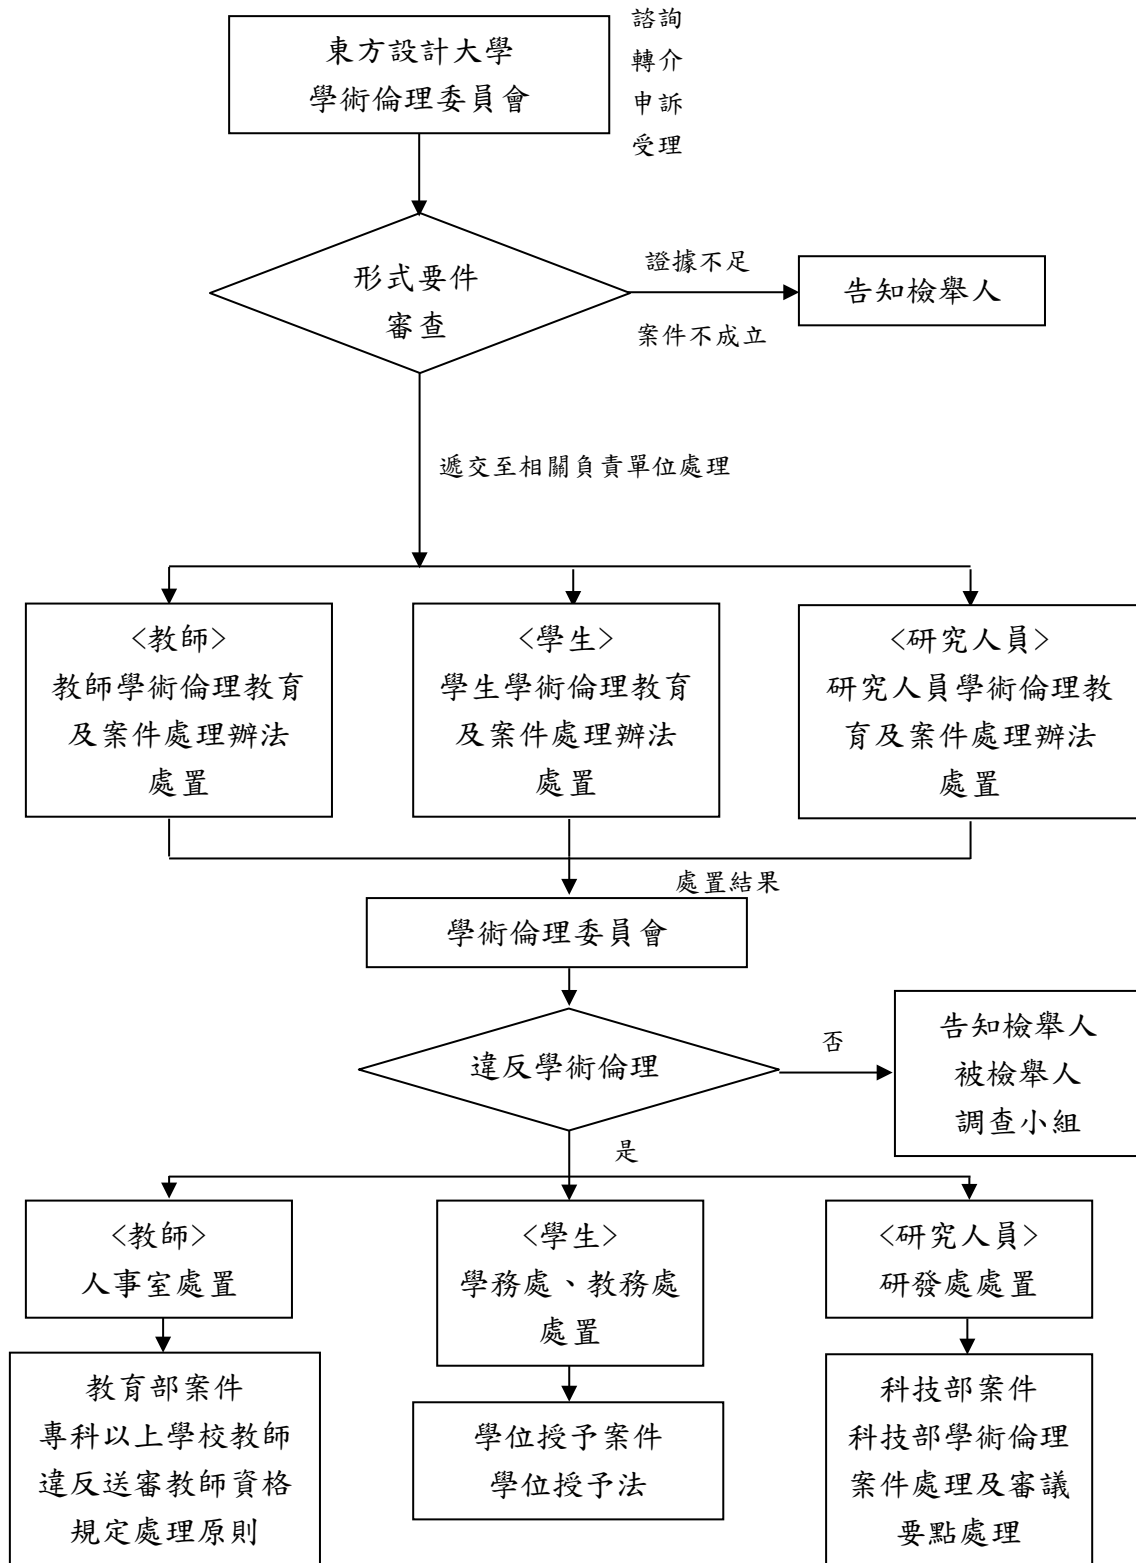 東方設計大學
學術倫理委員會
諮詢
轉介
申訴
受理
形式要件
審查
證據不足
案件不成立
告知檢舉人
遞交至相關負責單位處理
<教師>
教師學術倫理教育
及案件處理辦法
處置
<學生>
學生學術倫理教育
及案件處理辦法
處置
<研究人員>
研究人員學術倫理教
育及案件處理辦法
處置
處置結果
學術倫理委員會
違反學術倫理
否
告知檢舉人
被檢舉人
調查小組
是
<教師>
人事室處置
<學生>
學務處、教務處
處置
<研究人員>
研發處處置
教育部案件
專科以上學校教師
違反送審教師資格
規定處理原則
學位授予案件
學位授予法
科技部案件
科技部學術倫理
案件處理及審議
要點處理